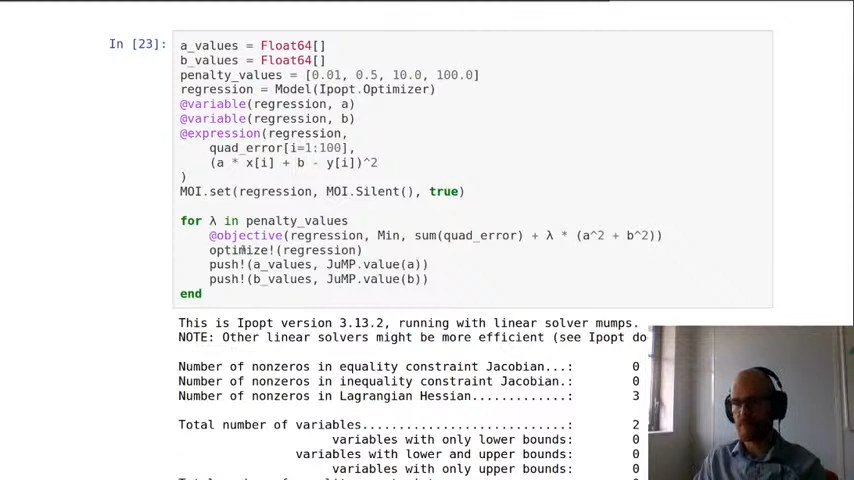 In [23]:
a_values = Float64[]
b_values = Float64[]
penalty_values = [0.01, 0.5, 10.0, 100.0]
regression = Model(Ipopt.Optimizer)
@variable(regression, a)
@variable(regression, b)
@expression(regression,
    quad_error[i=1:100],
    (a * x[i] + b - y[i])^2
)
MOI.set(regression, MOI.Silent(), true)

for λ in penalty_values
    @objective(regression, Min, sum(quad_error) + λ * (a^2 + b^2))
    optimize!(regression)
    push!(a_values, JuMP.value(a))
    push!(b_values, JuMP.value(b))
end
This is Ipopt version 3.13.2, running with linear solver mumps.
NOTE: Other linear solvers might be more efficient (see Ipopt do
Number of nonzeros in equality constraint Jacobian...: 0
Number of nonzeros in inequality constraint Jacobian.: 0
Number of nonzeros in Lagrangian Hessian.............: 3
Total number of variables............................: 2
variables with only lower bounds: 0
variables with lower and upper bounds: 0
variables with only upper bounds: 0